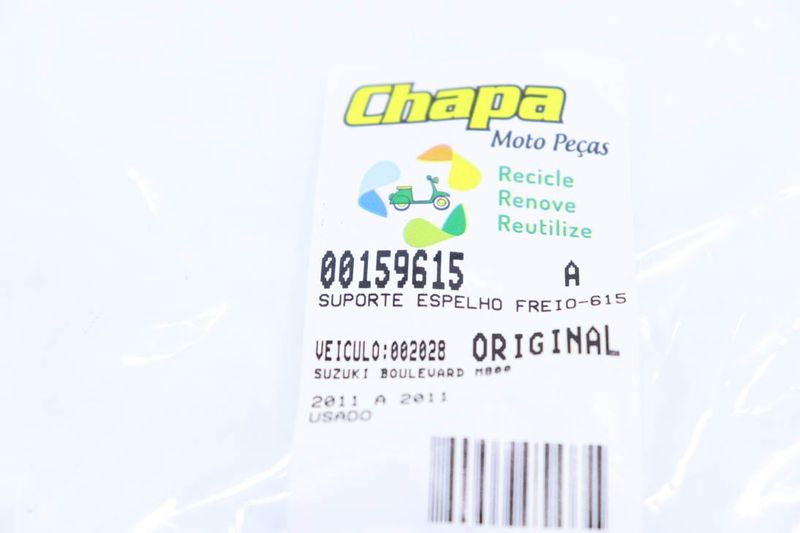 Chapa
Moto Peças
Recicle
Renove
Reutilize
00159615 A
SUPORTE ESPELHO FREIO-615
VEICULO:002028 ORIGINAL
SUZUKI BOULEVARD M800
2011 A 2011
USADO